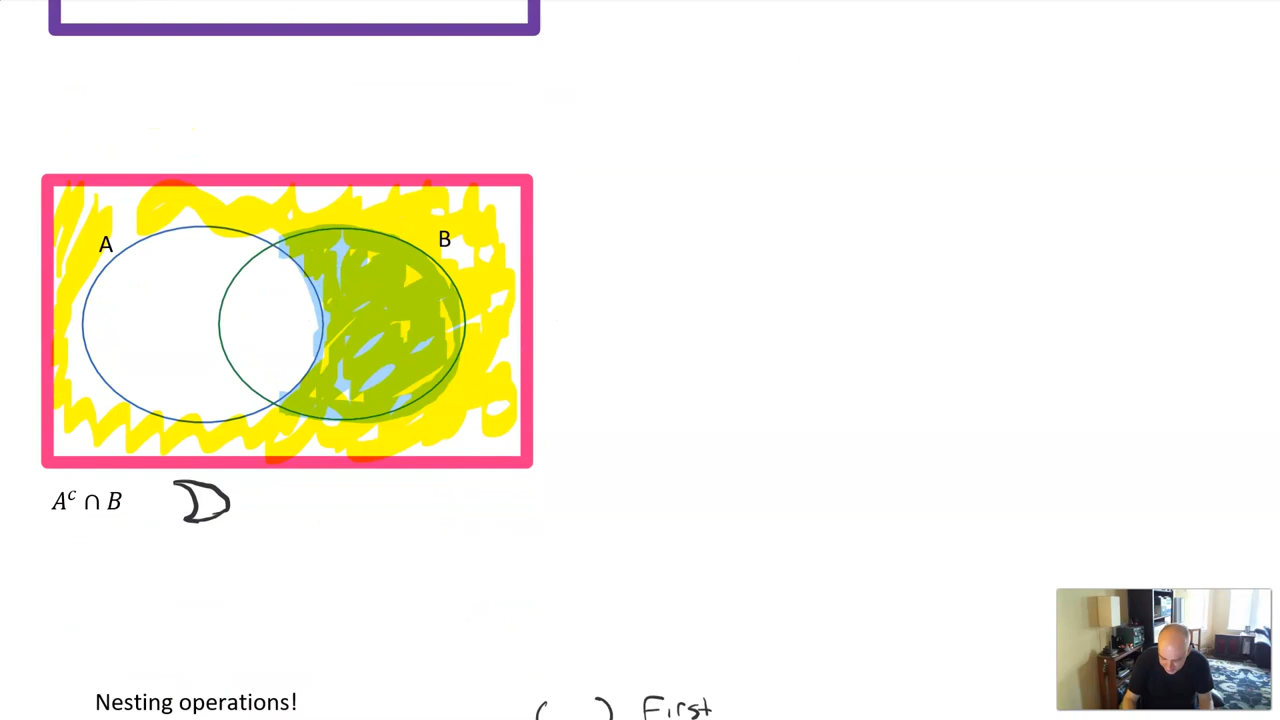 A
B
𝐴ᶜ ∩ 𝐵
Nesting operations!
( ) First